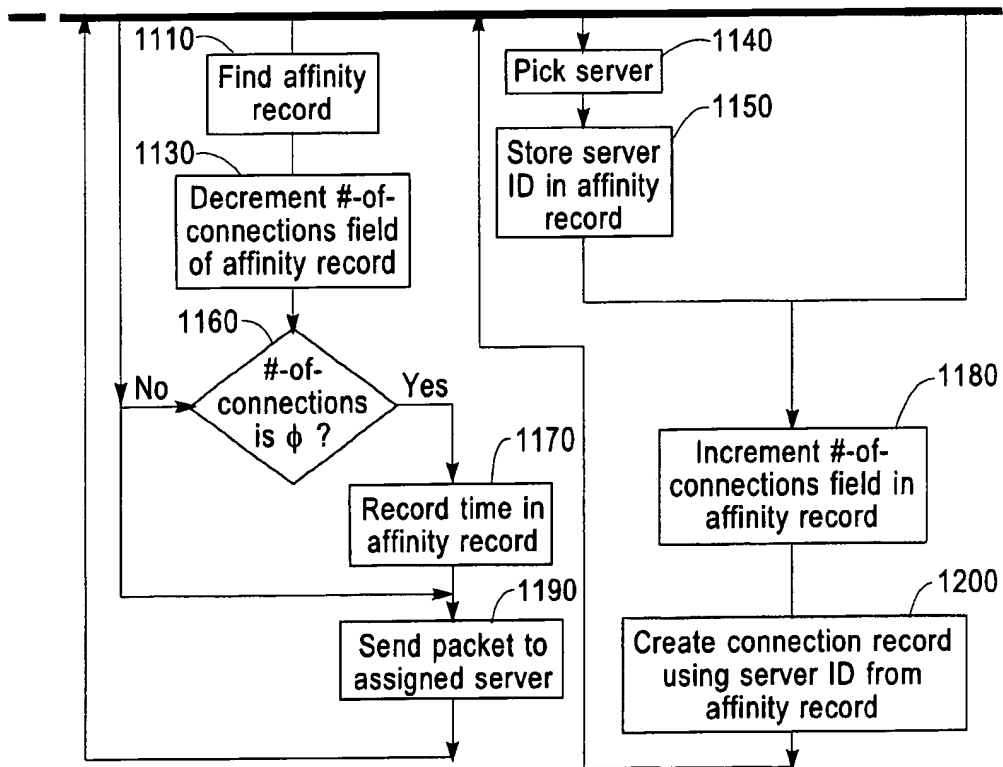 1110
Find affinity
record
1130
Decrement #-of-
connections field
of affinity record
1160
#-of-
connections
is ϕ ?
No
Yes
1170
Record time in
affinity record
1190
Send packet to
assigned server
1140
Pick server
1150
Store server
ID in affinity
record
1180
Increment #-of-
connections field in
affinity record
1200
Create connection record
using server ID from
affinity record